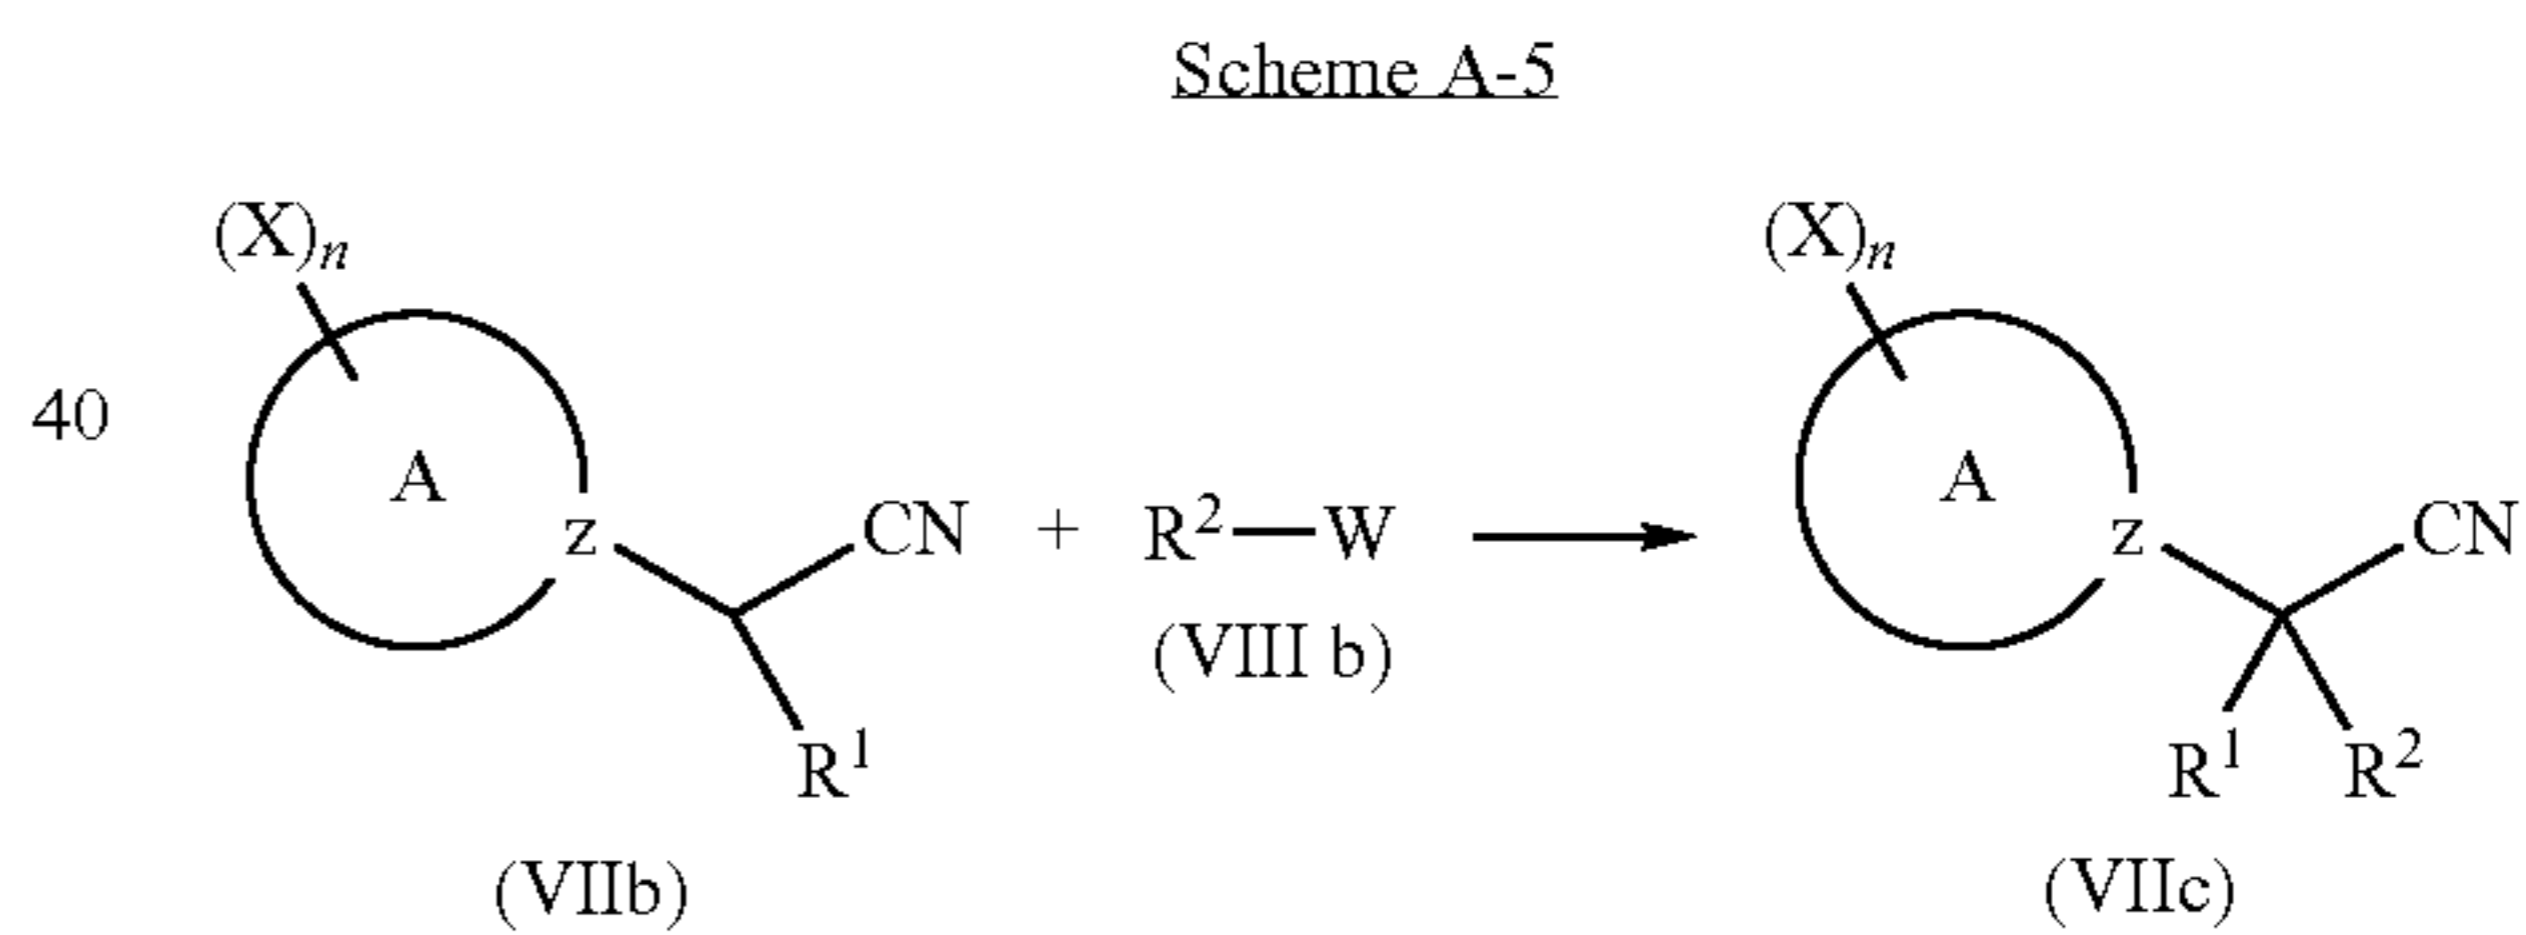 Scheme A-5
(X)n (X)n
40
A A
z CN + R² — W z CN
(VIII b)
R¹ R¹ R²
(VIIb) (VIIc)